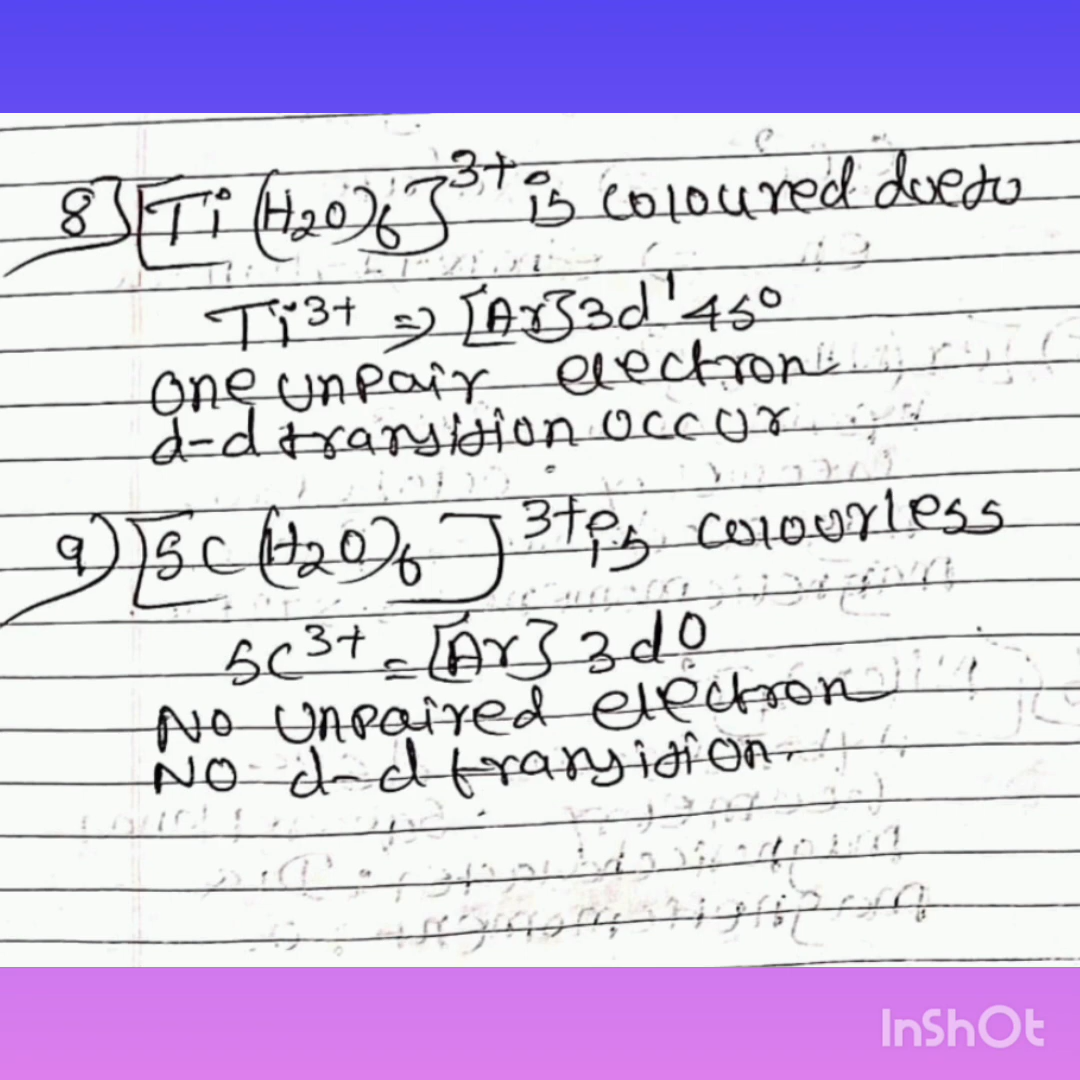 8] [Ti (H2O)6]3+ is coloured due to
Ti3+ => [Ar]3d1 4s0
one unpair electron
d-d transition occur
9) [Sc (H2O)6]3+ is colourless
Sc3+ = [Ar] 3d0
NO unpaired electron
NO d-d transition.
InShOt